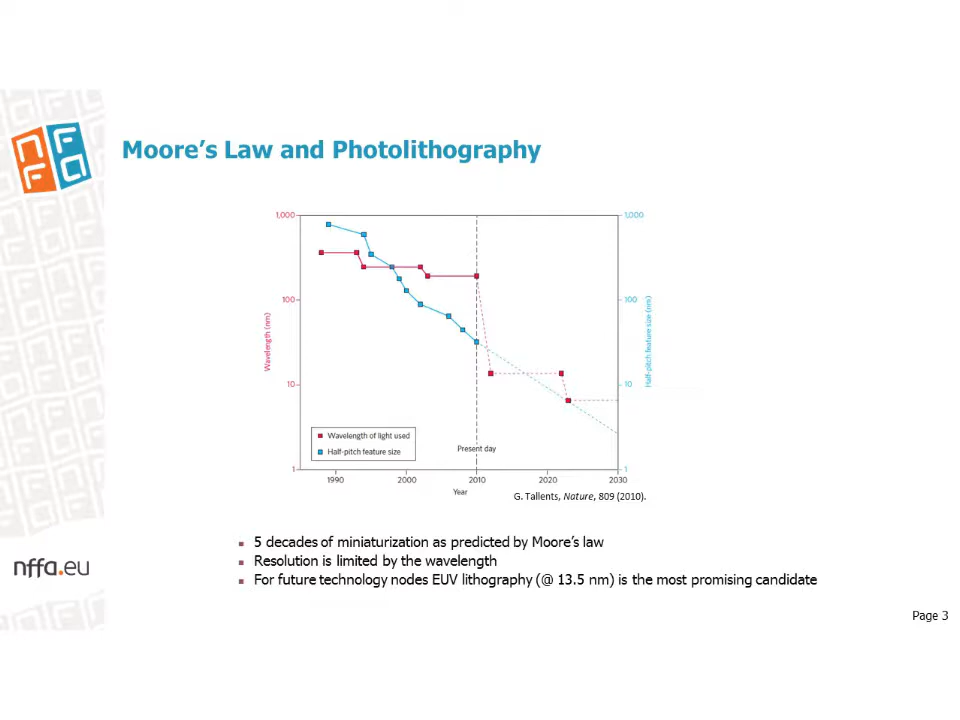 Moore's Law and Photolithography
1,000
1,000
100
100
Wavelength (nm)
Half-pitch feature size (nm)
10
10
Wavelength of light used
Half-pitch feature size
Present day
1
1
1990
2000
2010
2020
2030
Year
G. Tallents, Nature, 809 (2010).
5 decades of miniaturization as predicted by Moore's law
Resolution is limited by the wavelength
For future technology nodes EUV lithography (@ 13.5 nm) is the most promising candidate
nffa.eu
Page 3